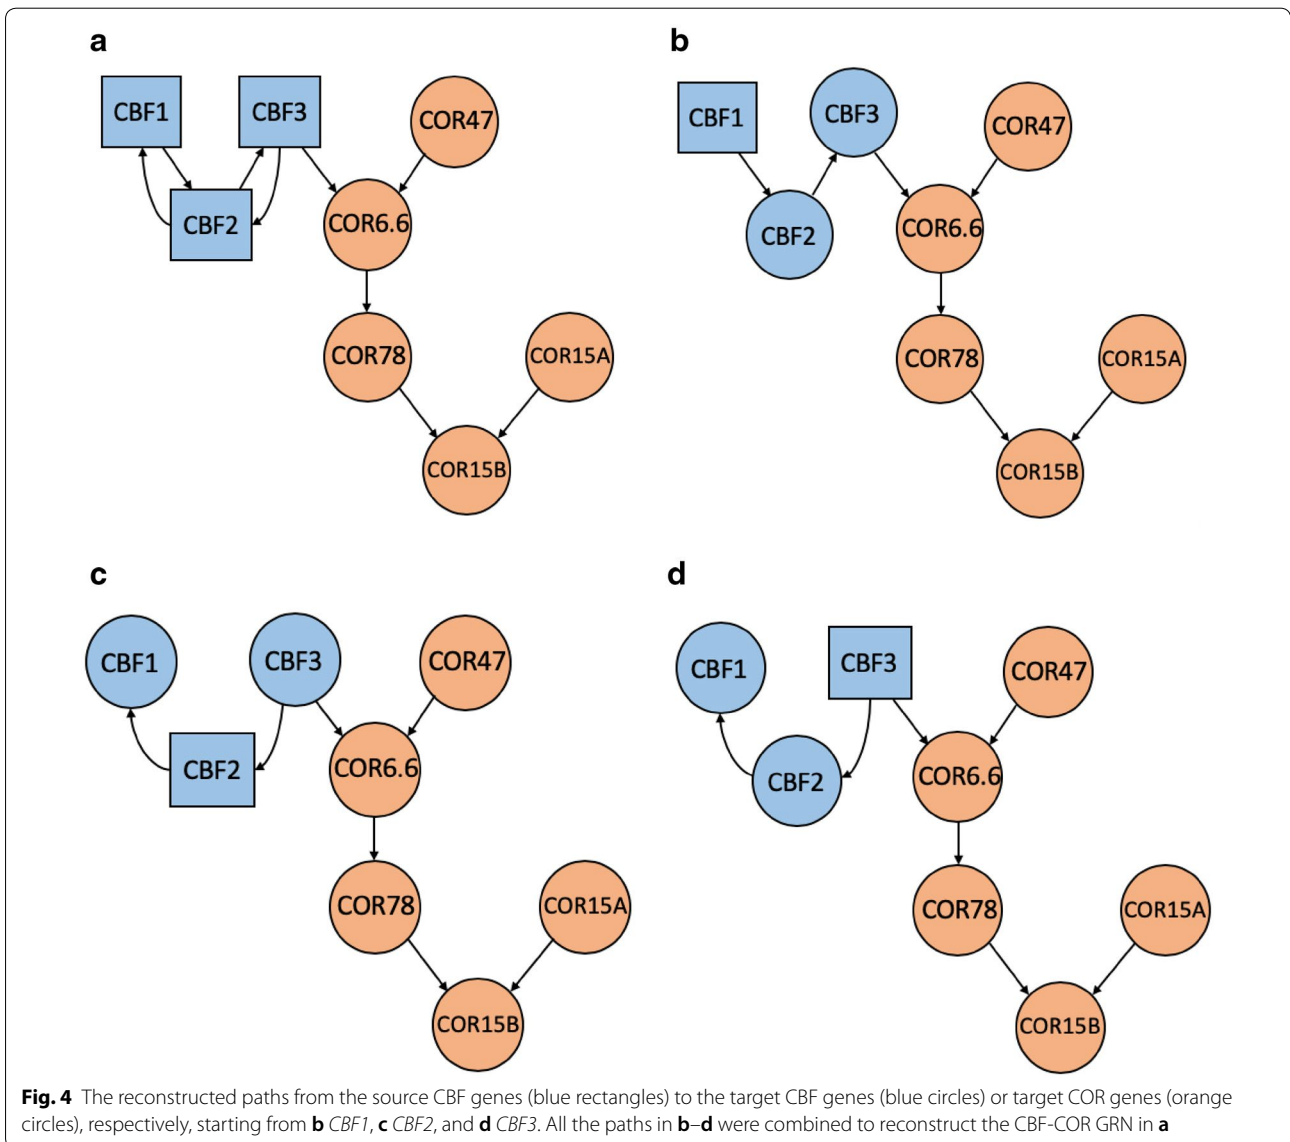 a
CBF1
CBF3
COR47
CBF2
COR6.6
COR78
COR15A
COR15B
b
CBF1
CBF3
COR47
CBF2
COR6.6
COR78
COR15A
COR15B
c
CBF1
CBF3
COR47
CBF2
COR6.6
COR78
COR15A
COR15B
d
CBF1
CBF3
COR47
CBF2
COR6.6
COR78
COR15A
COR15B
Fig. 4 The reconstructed paths from the source CBF genes (blue rectangles) to the target CBF genes (blue circles) or target COR genes (orange
circles), respectively, starting from b CBF1, c CBF2, and d CBF3. All the paths in b–d were combined to reconstruct the CBF-COR GRN in a